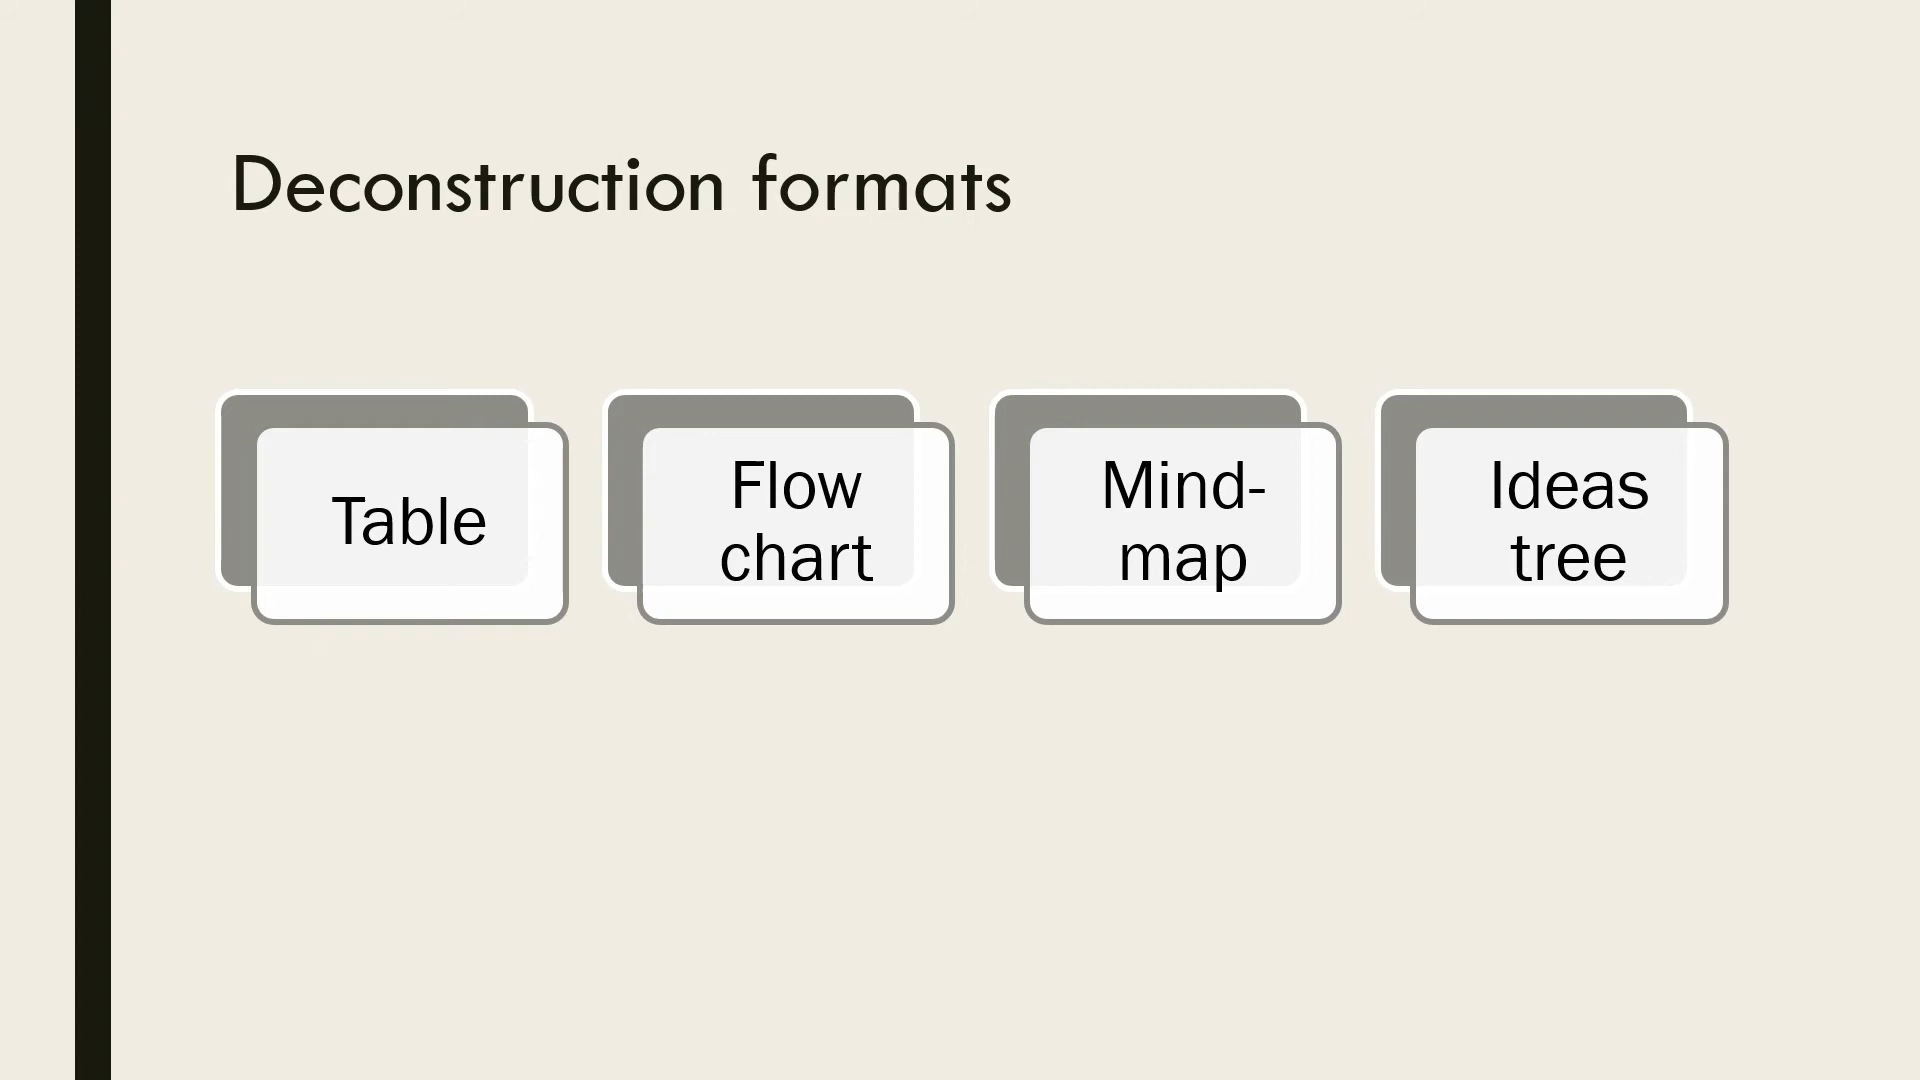 Deconstruction formats
Table
Flow
chart
Mind-
map
Ideas
tree